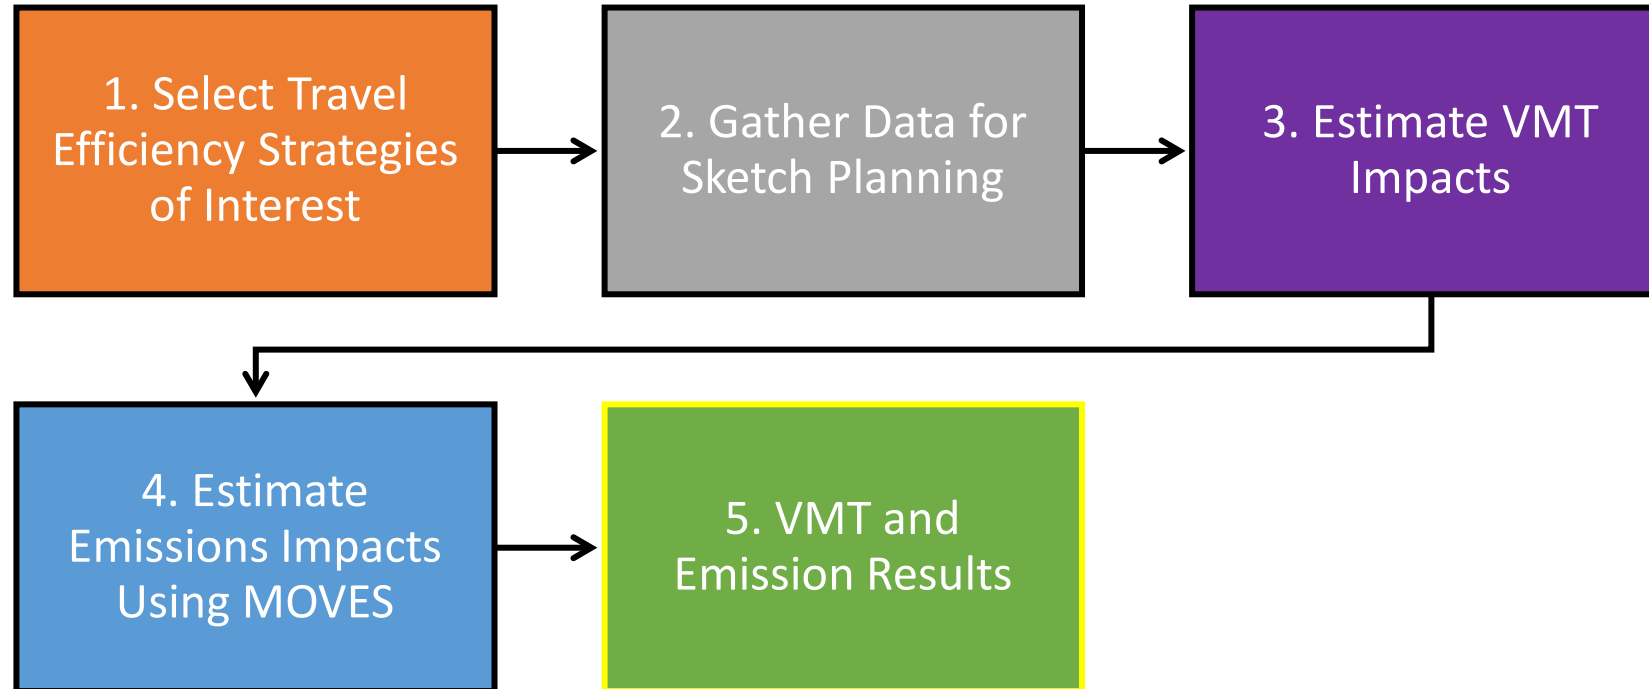 1. Select Travel
Efficiency Strategies
of Interest
2. Gather Data for
Sketch Planning
3. Estimate VMT
Impacts
4. Estimate
Emissions Impacts
Using MOVES
5. VMT and
Emission Results